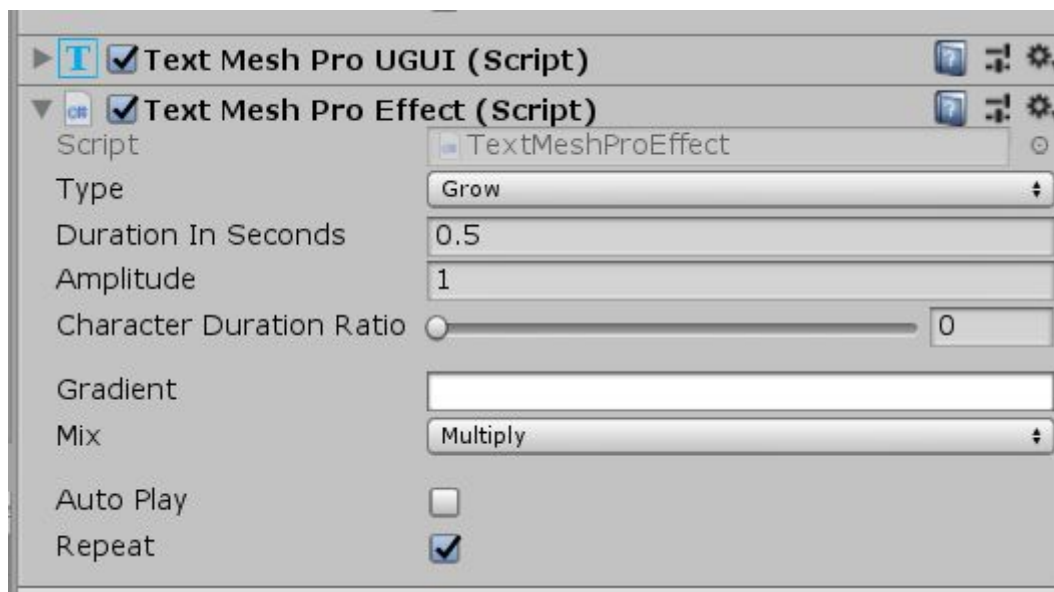 Text Mesh Pro UGUI (Script)
Text Mesh Pro Effect (Script)
Script TextMeshProEffect
Type Grow
Duration In Seconds 0.5
Amplitude 1
Character Duration Ratio 0
Gradient
Mix Multiply
Auto Play
Repeat